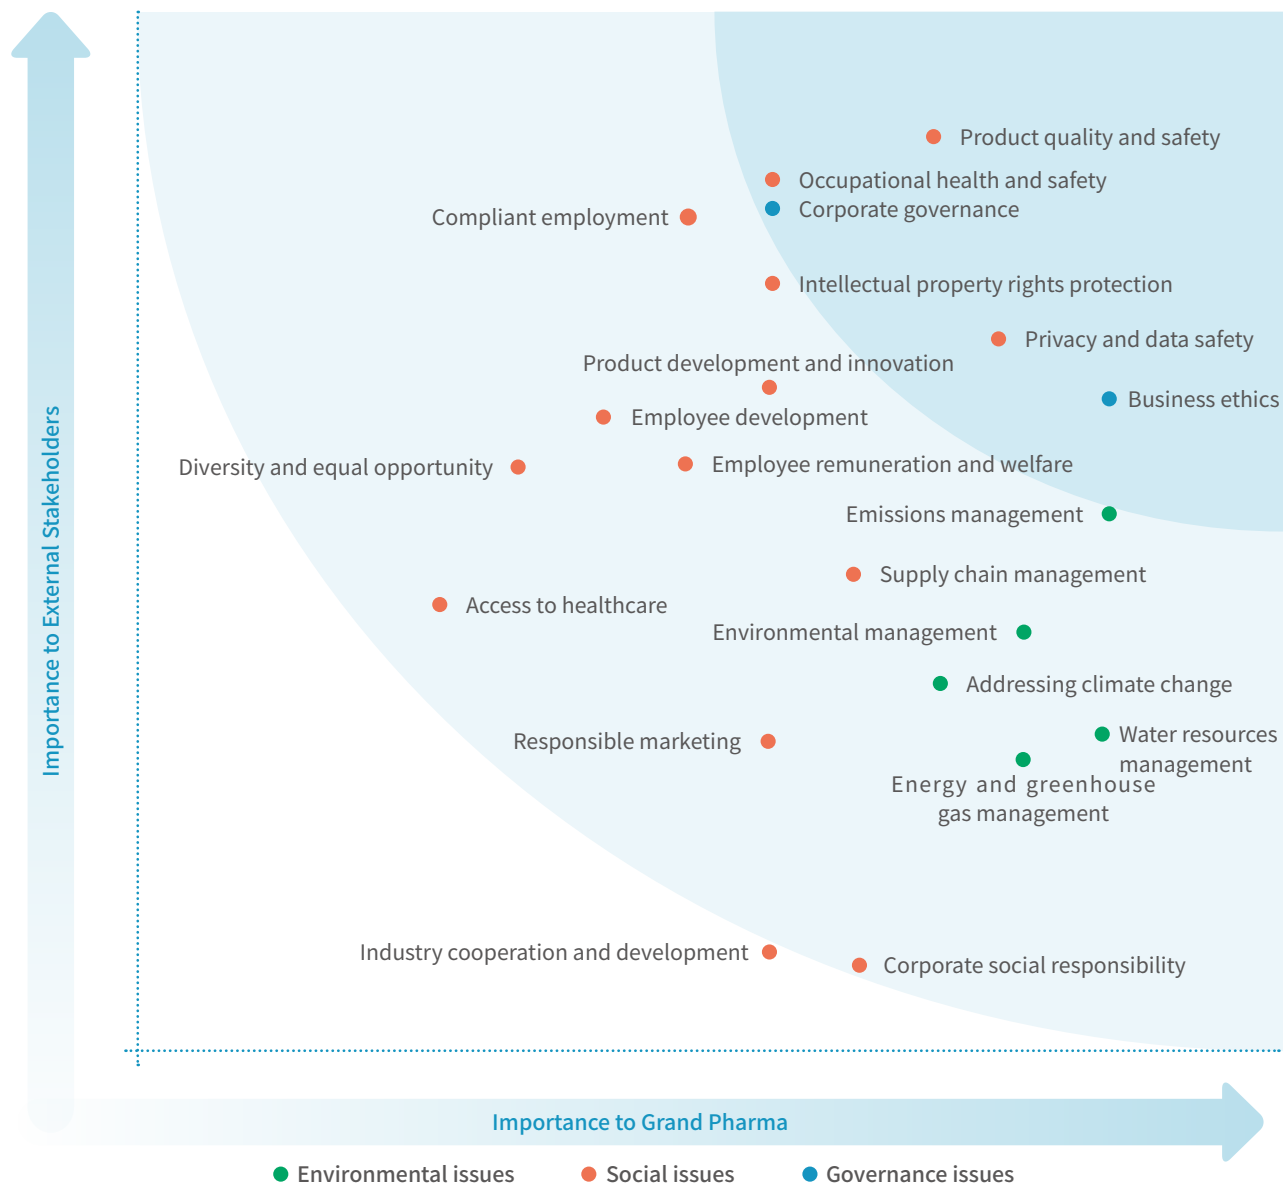 Product quality and safety
Occupational health and safety
Corporate governance
Compliant employment
Intellectual property rights protection
Privacy and data safety
Product development and innovation
Business ethics
Employee development
Diversity and equal opportunity
Employee remuneration and welfare
Emissions management
Supply chain management
Access to healthcare
Environmental management
Addressing climate change
Responsible marketing
Water resources
management
Energy and greenhouse
gas management
Industry cooperation and development
Corporate social responsibility
Importance to External Stakeholders
Importance to Grand Pharma
Environmental issues
Social issues
Governance issues